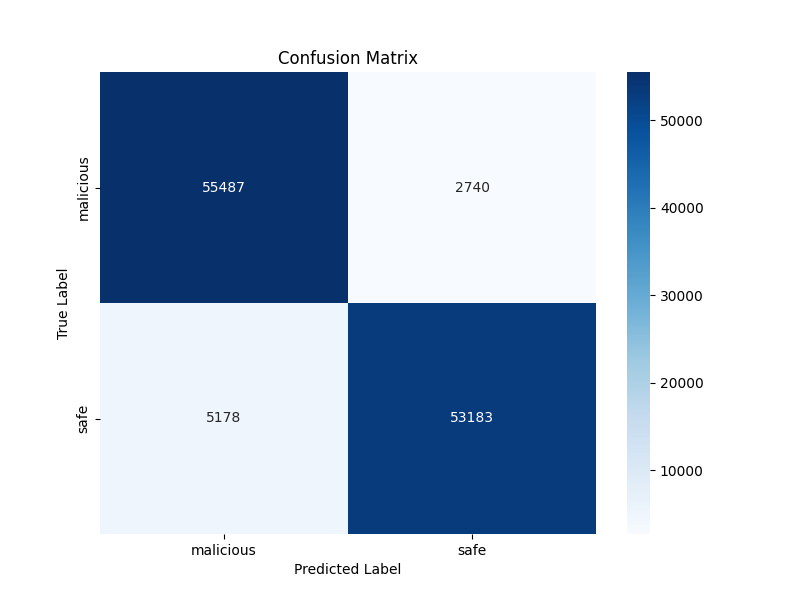 Confusion Matrix
malicious
safe
True Label
55487
2740
5178
53183
malicious
safe
Predicted Label
50000
40000
30000
20000
10000